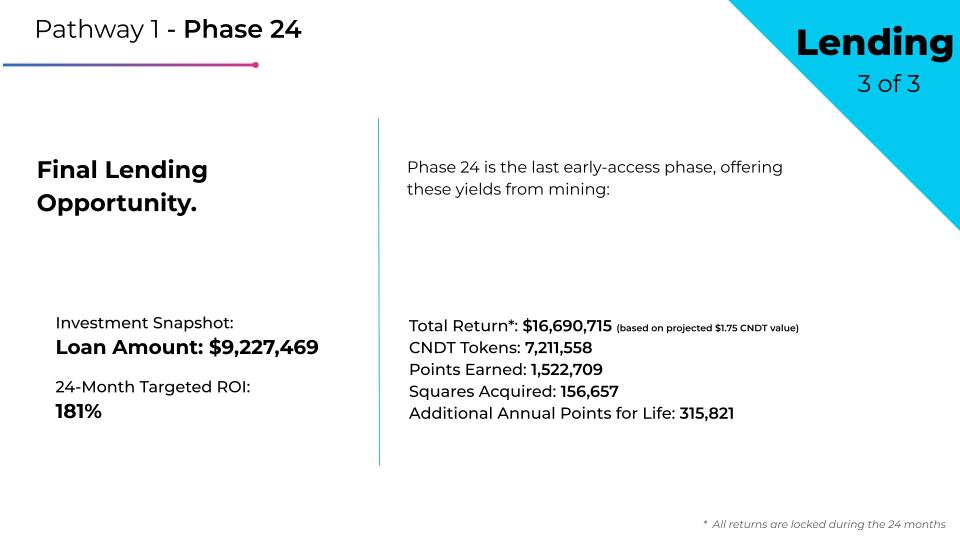 Pathway 1 - Phase 24
Lending
3 of 3
Final Lending
Opportunity.
Phase 24 is the last early-access phase, offering
these yields from mining:
Investment Snapshot:
Loan Amount: $9,227,469
24-Month Targeted ROI:
181%
Total Return*: $16,690,715 (based on projected $1.75 CNDT value)
CNDT Tokens: 7,211,558
Points Earned: 1,522,709
Squares Acquired: 156,657
Additional Annual Points for Life: 315,821
* All returns are locked during the 24 months